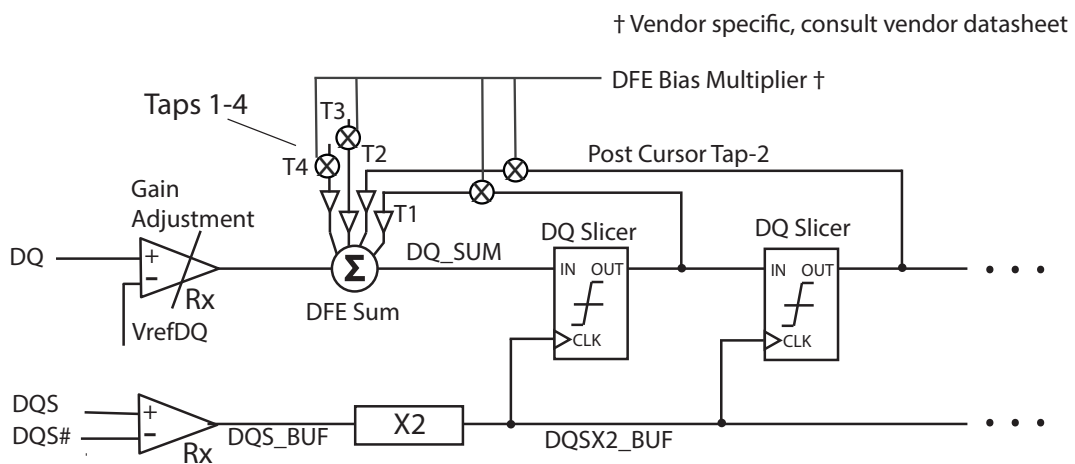 † Vendor specific, consult vendor datasheet
DFE Bias Multiplier †
Taps 1-4
T3
T4
T2
Post Cursor Tap-2
T1
Gain
Adjustment
DQ
+
−
Rx
VrefDQ
Σ
DFE Sum
DQ_SUM
DQ Slicer
IN OUT
CLK
DQ Slicer
IN OUT
CLK
• • •
DQS
DQS#
+
−
Rx
DQS_BUF
X2
DQSX2_BUF
• • •